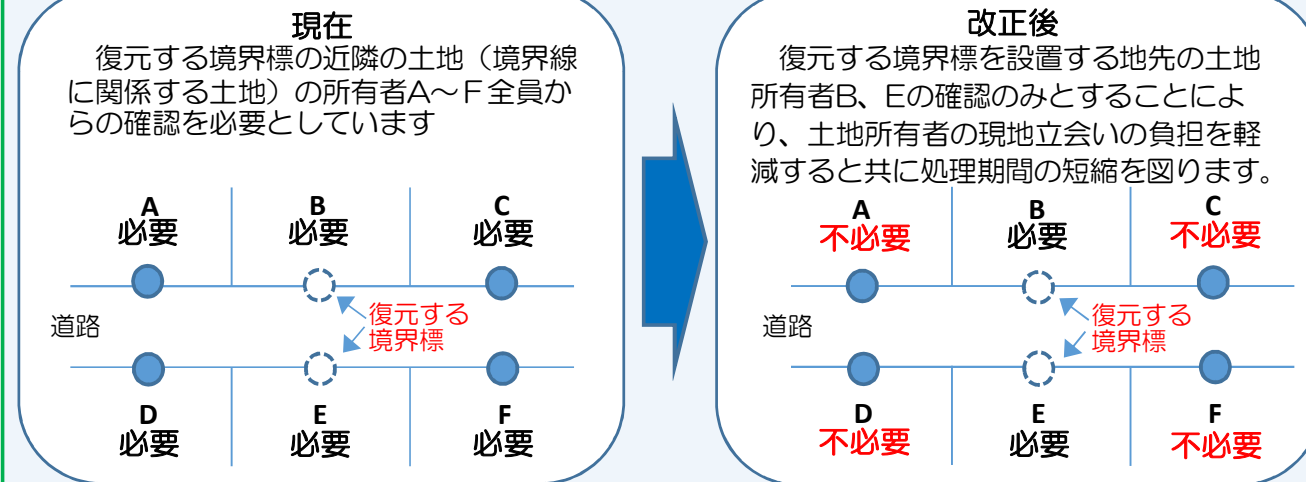 現在
復元する境界標の近隣の土地（境界線
に関係する土地）の所有者A～F全員か
らの確認を必要としています
A
必要
B
必要
C
必要
復元する
境界標
道路
D
必要
E
必要
F
必要
改正後
復元する境界標を設置する地先の土地
所有者B、Eの確認のみとすることによ
り、土地所有者の現地立会いの負担を軽
減すると共に処理期間の短縮を図ります。
A
不必要
B
必要
C
不必要
復元する
境界標
道路
D
不必要
E
必要
F
不必要